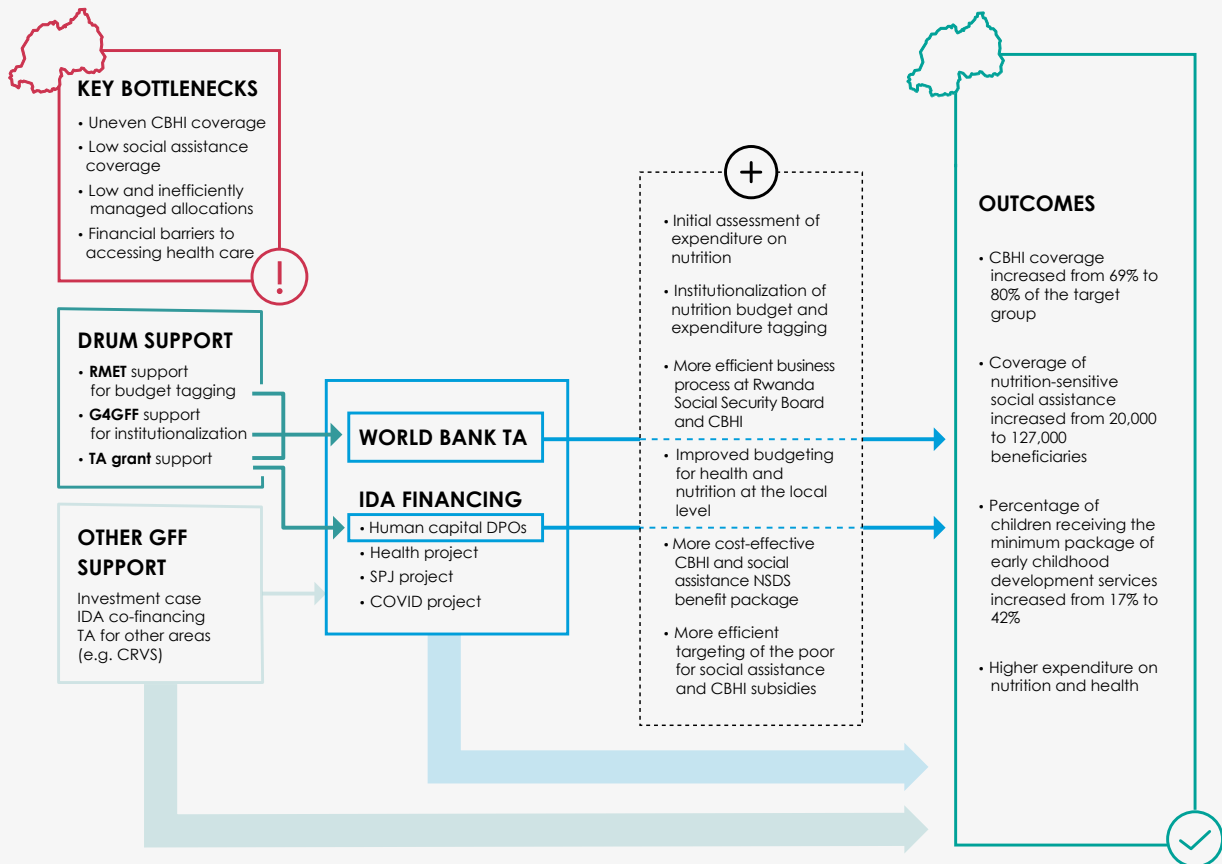 KEY BOTTLENECKS
• Uneven CBHI coverage
• Low social assistance
coverage
• Low and inefficiently
managed allocations
• Financial barriers to
accessing health care
!
DRUM SUPPORT
• RMET support
for budget tagging
• G4GFF support
for institutionalization
• TA grant support
OTHER GFF
SUPPORT
Investment case
IDA co-financing
TA for other areas
(e.g. CRVS)
WORLD BANK TA
IDA FINANCING
• Human capital DPOs
• Health project
• SPJ project
• COVID project
+
• Initial assessment of
expenditure on
nutrition
• Institutionalization of
nutrition budget and
expenditure tagging
• More efficient business
process at Rwanda
Social Security Board
and CBHI
• Improved budgeting
for health and
nutrition at the local
level
• More cost-effective
CBHI and social
assistance NSDS
benefit package
• More efficient
targeting of the poor
for social assistance
and CBHI subsidies
OUTCOMES
• CBHI coverage
increased from 69% to
80% of the target
group
• Coverage of
nutrition-sensitive
social assistance
increased from 20,000
to 127,000
beneficiaries
• Percentage of
children receiving the
minimum package of
early childhood
development services
increased from 17% to
42%
• Higher expenditure on
nutrition and health